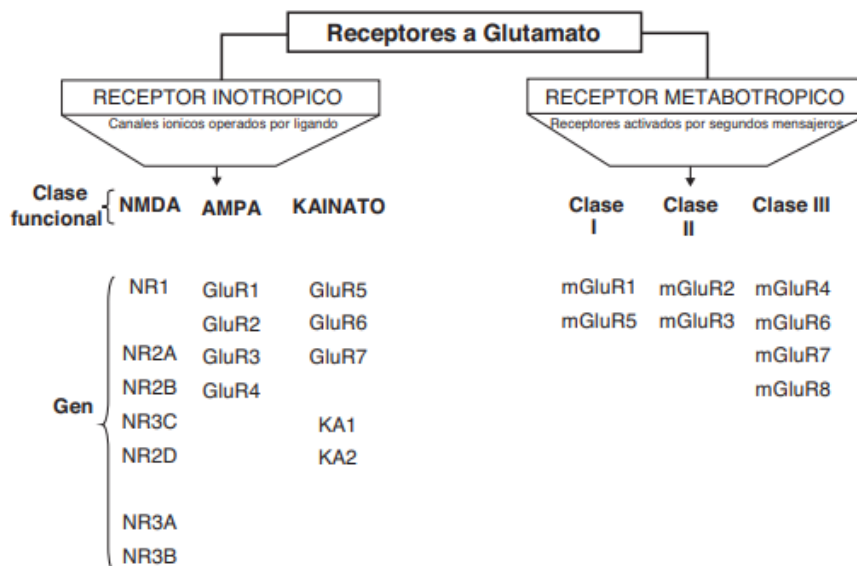 Receptores a Glutamato
RECEPTOR INOTROPICO
Canales ionicos operados por ligando
RECEPTOR METABOTROPICO
Receptores activados por segundos mensajeros
Clase
funcional
NMDA AMPA KAINATO
Clase
I
Clase
II
Clase III
Gen
NR1 GluR1 GluR5 mGluR1 mGluR2 mGluR4
GluR2 GluR6 mGluR5 mGluR3 mGluR6
NR2A GluR3 GluR7 mGluR7
NR2B GluR4 mGluR8
NR3C KA1
NR2D KA2
NR3A
NR3B